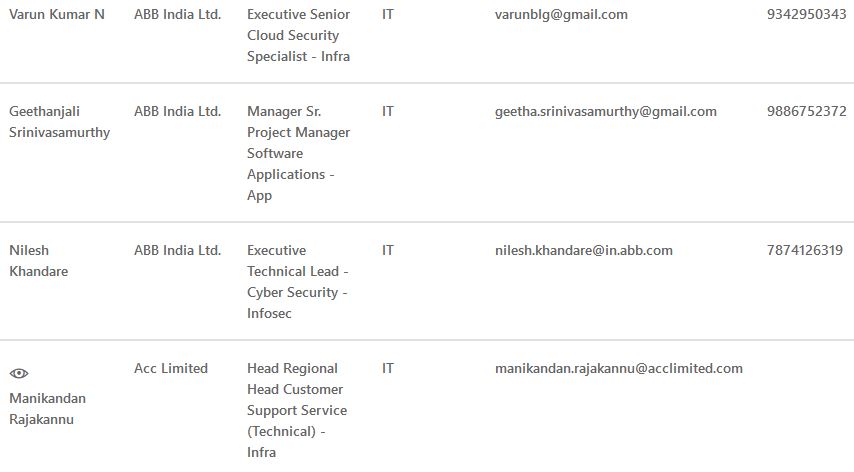 Varun Kumar N ABB India Ltd. Executive Senior IT varunblg@gmail.com 9342950343
Cloud Security
Specialist - Infra
Geethanjali ABB India Ltd. Manager Sr. IT geetha.srinivasamurthy@gmail.com 9886752372
Srinivasamurthy Project Manager
Software
Applications -
App
Nilesh ABB India Ltd. Executive IT nilesh.khandare@in.abb.com 7874126319
Khandare Technical Lead -
Cyber Security -
Infosec
Acc Limited Head Regional IT manikandan.rajakannu@acclimited.com
Manikandan Head Customer
Rajakannu Support Service
(Technical) -
Infra